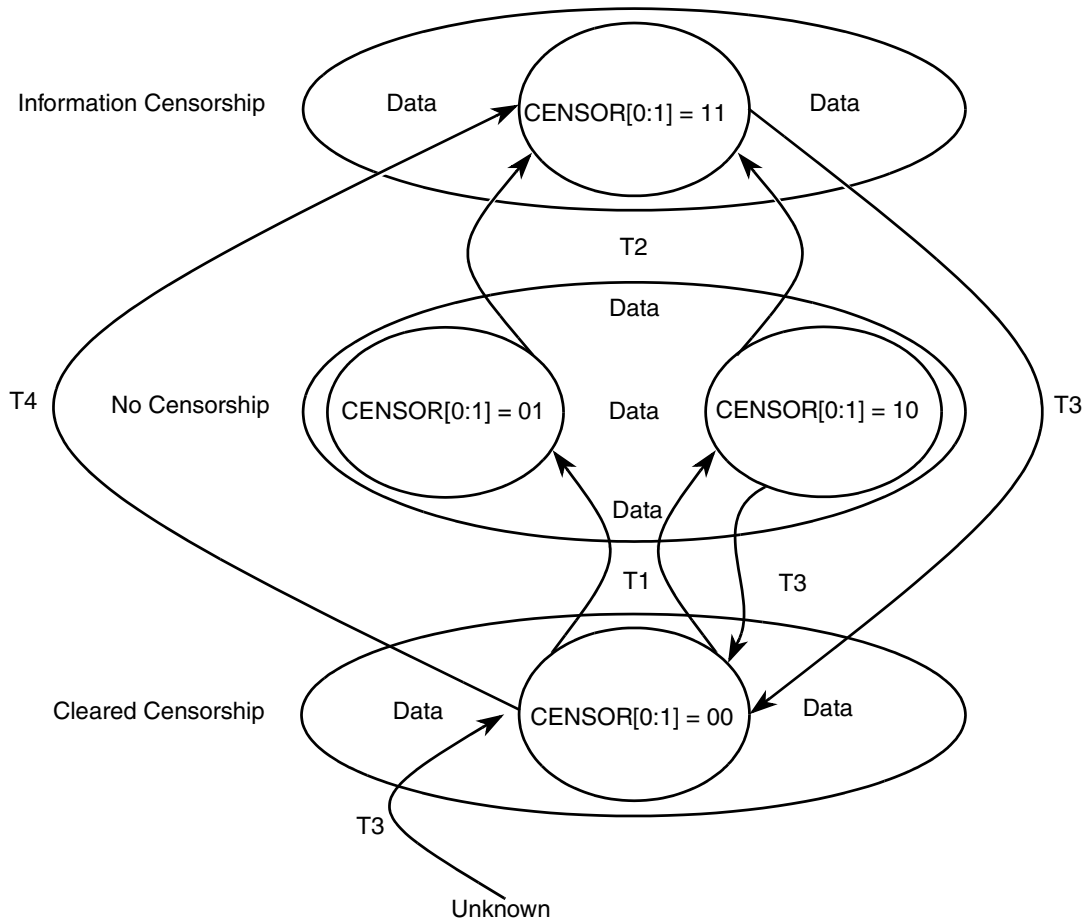 Information Censorship
Data
CENSOR[0:1] = 11
Data
T2
Data
T4
No Censorship
CENSOR[0:1] = 01
Data
CENSOR[0:1] = 10
T3
Data
T1
T3
Cleared Censorship
Data
CENSOR[0:1] = 00
Data
T3
Unknown